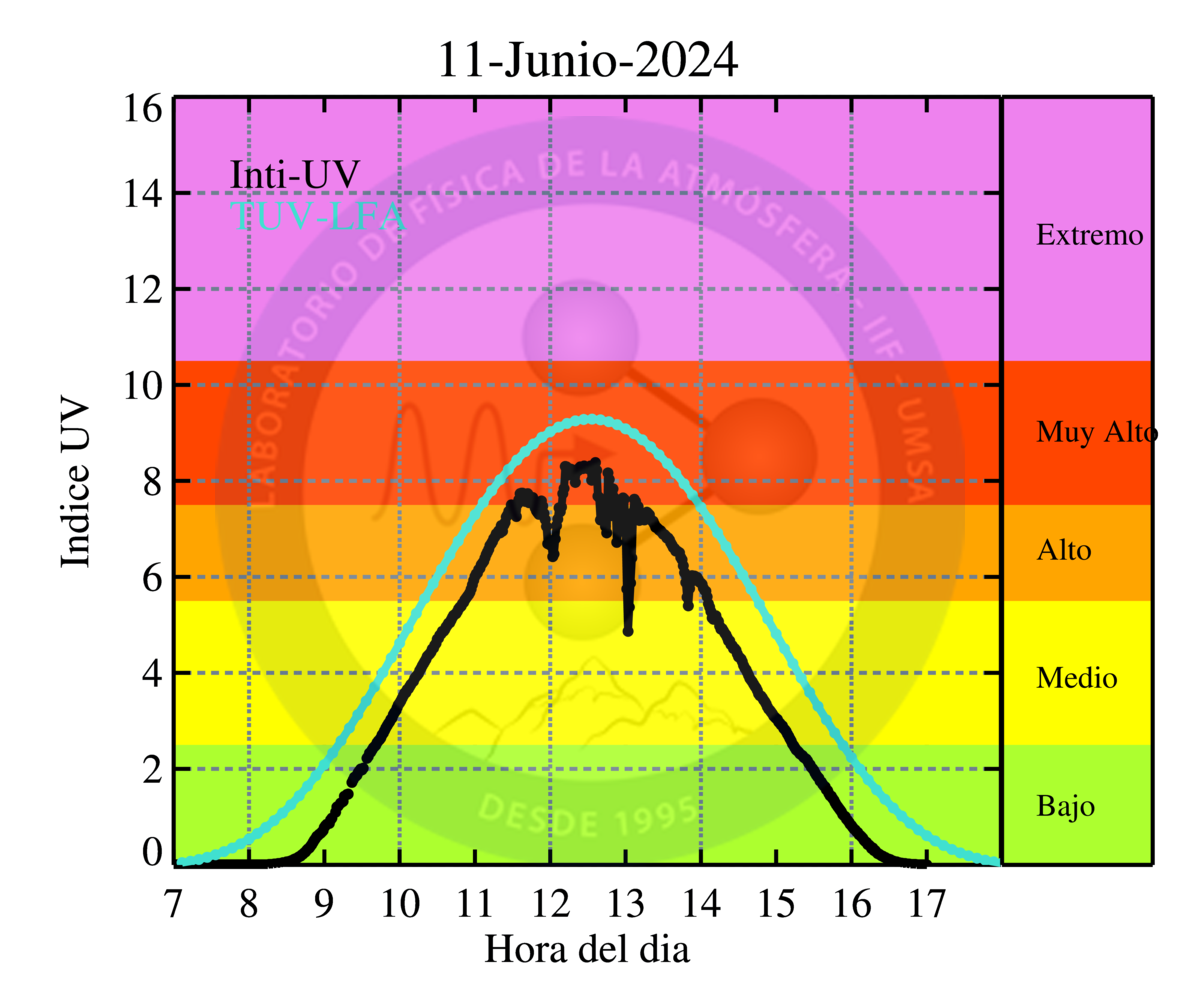 11-Junio-2024
16
14
12
10
8
6
4
2
0
Indice UV
Inti-UV
TUV-LFA
LABORATORIO DE FÍSICA DE LA ATMÓSFERA - IIF - UMSA
DESDE 1995
Extremo
Muy Alto
Alto
Medio
Bajo
7 8 9 10 11 12 13 14 15 16 17
Hora del dia